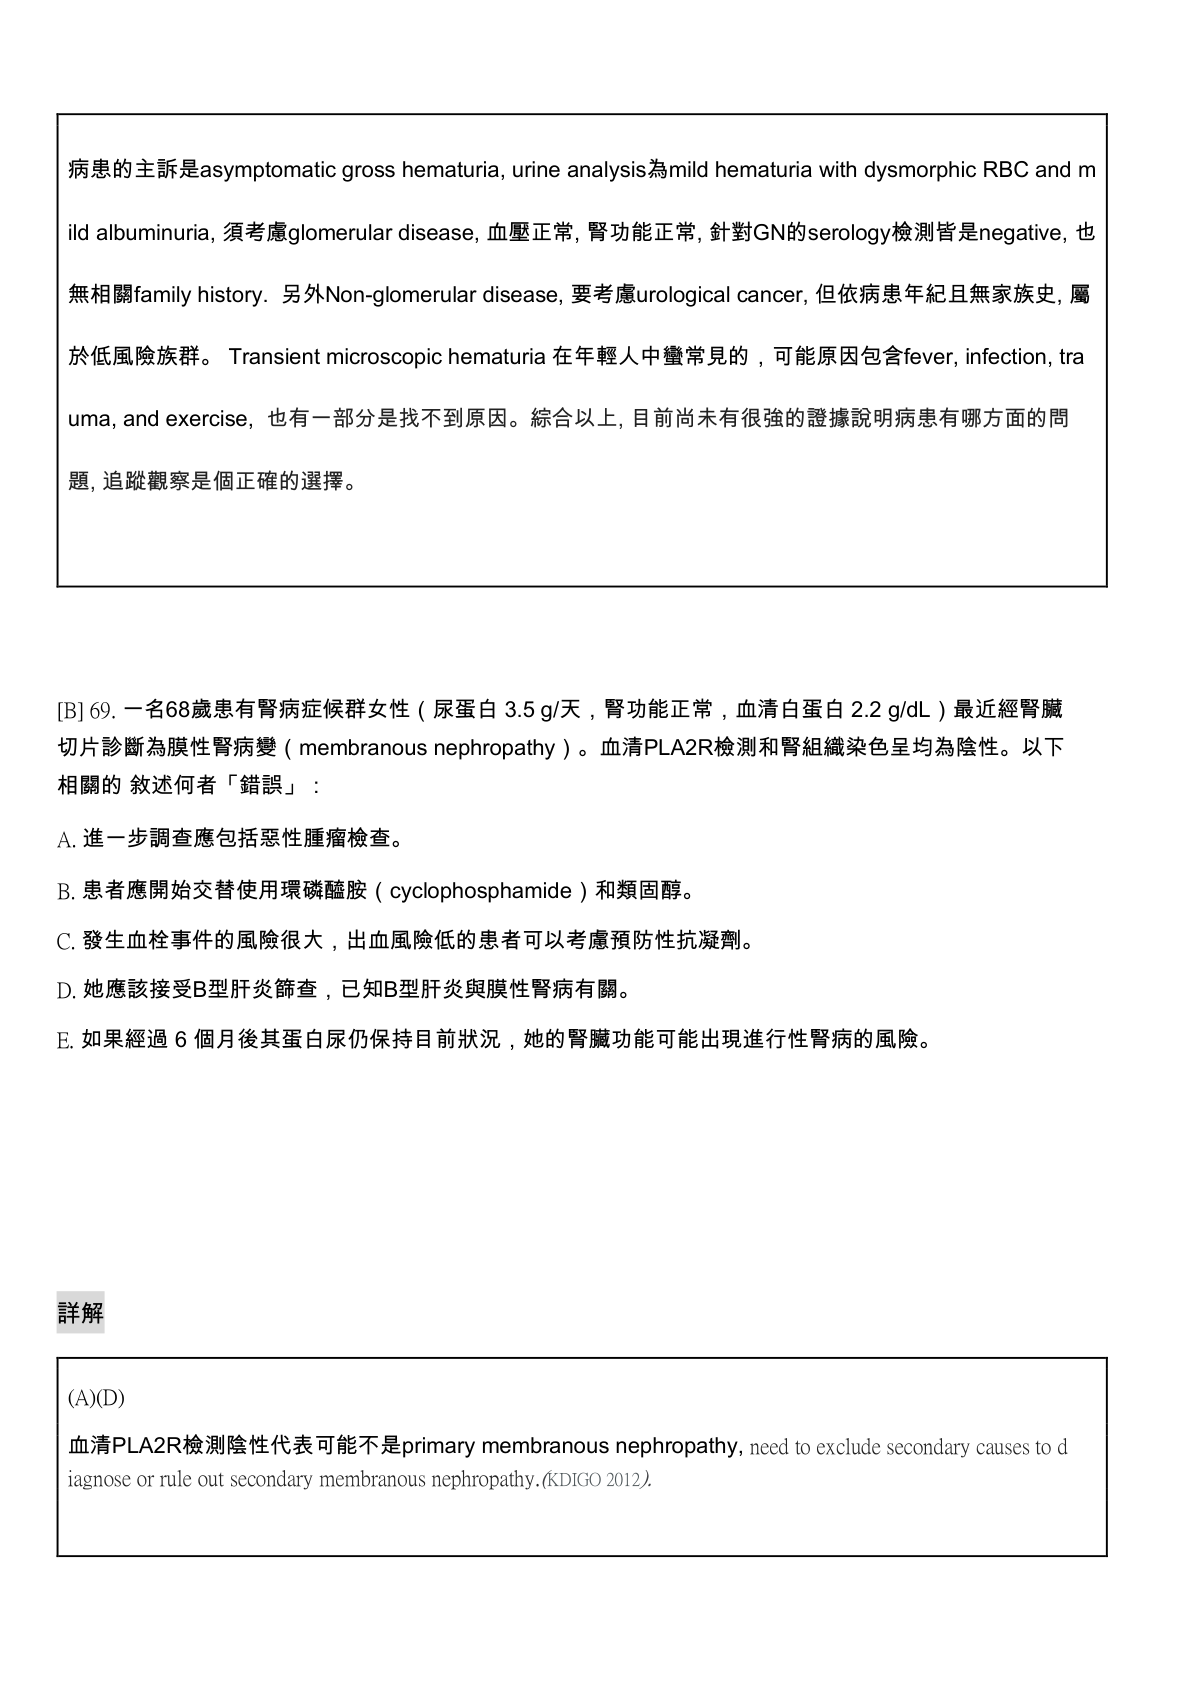 病患的主訴是asymptomatic gross hematuria, urine analysis為mild hematuria with dysmorphic RBC and m
ild albuminuria, 須考慮glomerular disease, 血壓正常, 腎功能正常, 針對GN的serology檢測皆是negative, 也
無相關family history.  另外Non-glomerular disease, 要考慮urological cancer, 但依病患年紀且無家族史, 屬
於低風險族群。 Transient microscopic hematuria 在年輕人中蠻常見的，可能原因包含fever, infection, tra
uma, and exercise,  也有一部分是找不到原因。綜合以上, 目前尚未有很強的證據說明病患有哪方面的問
題, 追蹤觀察是個正確的選擇。
[B] 69. 一名68歲患有腎病症候群女性（尿蛋白 3.5 g/天，腎功能正常，血清白蛋白 2.2 g/dL）最近經腎臟
切片診斷為膜性腎病變（membranous nephropathy）。血清PLA2R檢測和腎組織染色呈均為陰性。以下
相關的 敘述何者「錯誤」：
A. 進一步調查應包括惡性腫瘤檢查。
B. 患者應開始交替使用環磷醯胺（cyclophosphamide）和類固醇。
C. 發生血栓事件的風險很大，出血風險低的患者可以考慮預防性抗凝劑。
D. 她應該接受B型肝炎篩查，已知B型肝炎與膜性腎病有關。
E. 如果經過 6 個月後其蛋白尿仍保持目前狀況，她的腎臟功能可能出現進行性腎病的風險。
詳解
(A)(D)
血清PLA2R檢測陰性代表可能不是primary membranous nephropathy, need to exclude secondary causes to d
iagnose or rule out secondary membranous nephropathy.(KDIGO 2012).